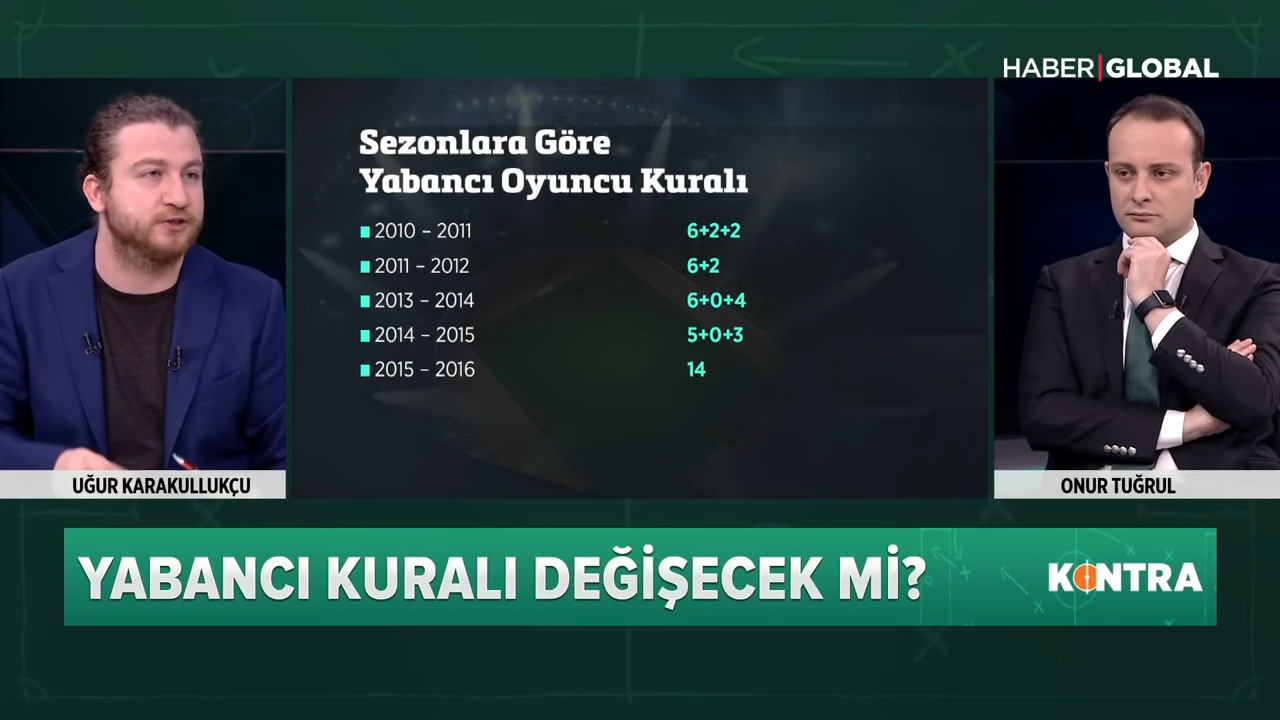 HABER|GLOBAL
Sezonlara Göre
Yabancı Oyuncu Kuralı
2010 – 2011 6+2+2
2011 – 2012 6+2
2013 – 2014 6+0+4
2014 – 2015 5+0+3
2015 – 2016 14
UĞUR KARAKULLUKÇU
ONUR TUĞRUL
YABANCI KURALI DEĞİŞECEK Mİ?
KONTRA